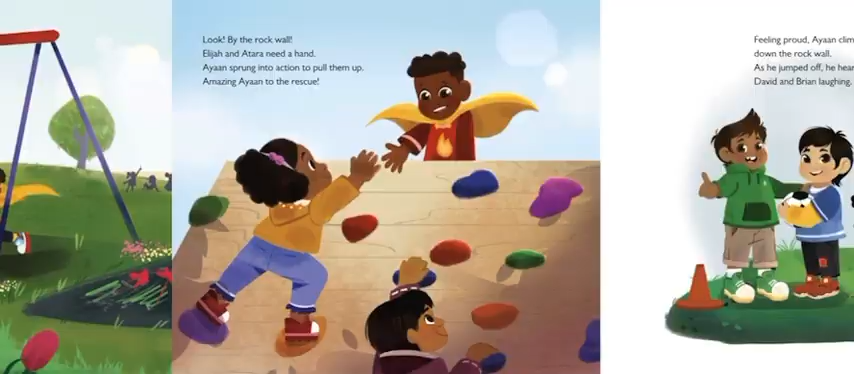 Look! By the rock wall!
Elijah and Atara need a hand.
Ayaan sprung into action to pull them up.
Amazing Ayaan to the rescue!
Feeling proud, Ayaan
down the rock wall.
As he jumped off, he
David and Brian laughing.